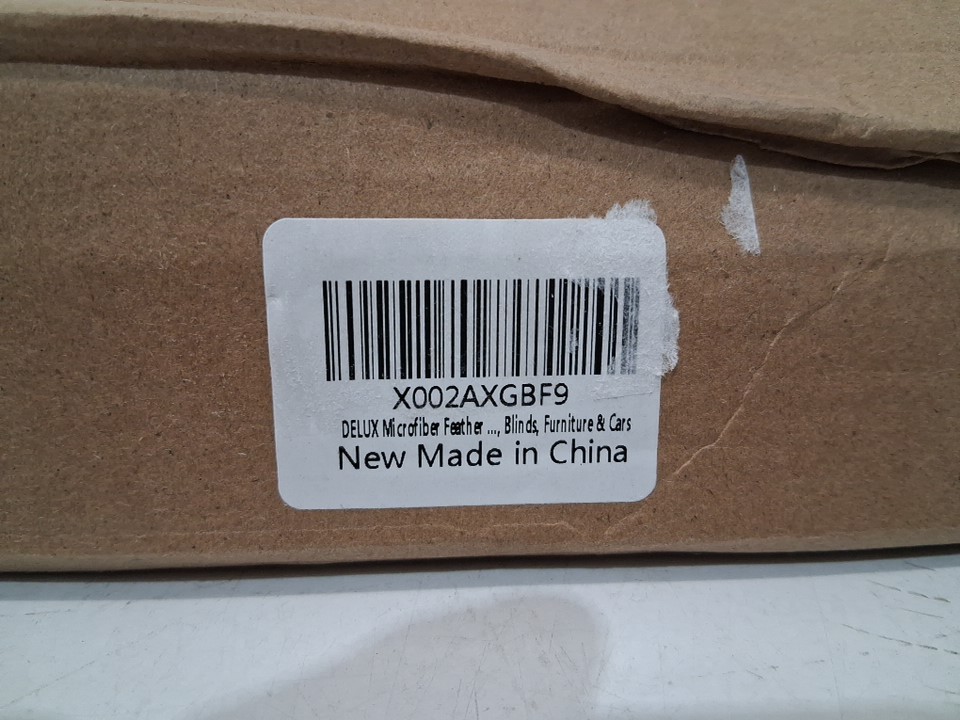 X002AXGBF9
DELUX Microfiber Feather ..., Blinds, Furniture & Cars
New Made in China